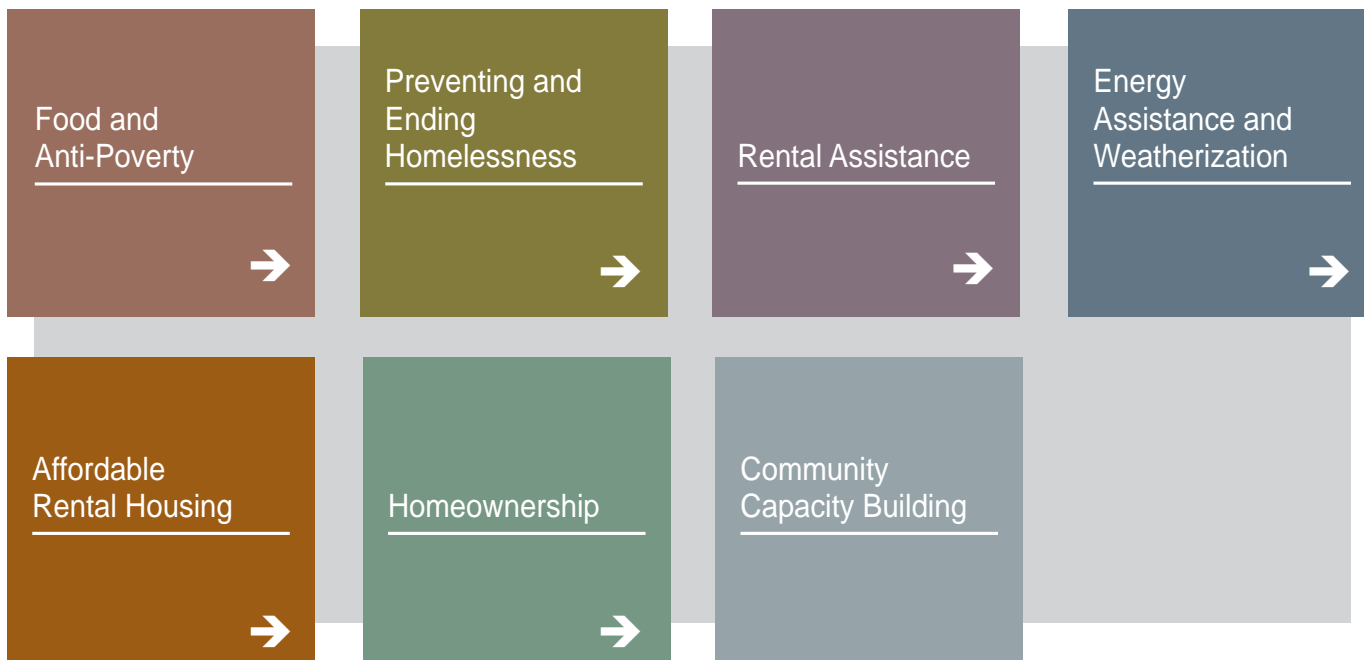 Food and
Anti-Poverty
Preventing and
Ending
Homelessness
Rental Assistance
Energy
Assistance and
Weatherization
Affordable
Rental Housing
Homeownership
Community
Capacity Building